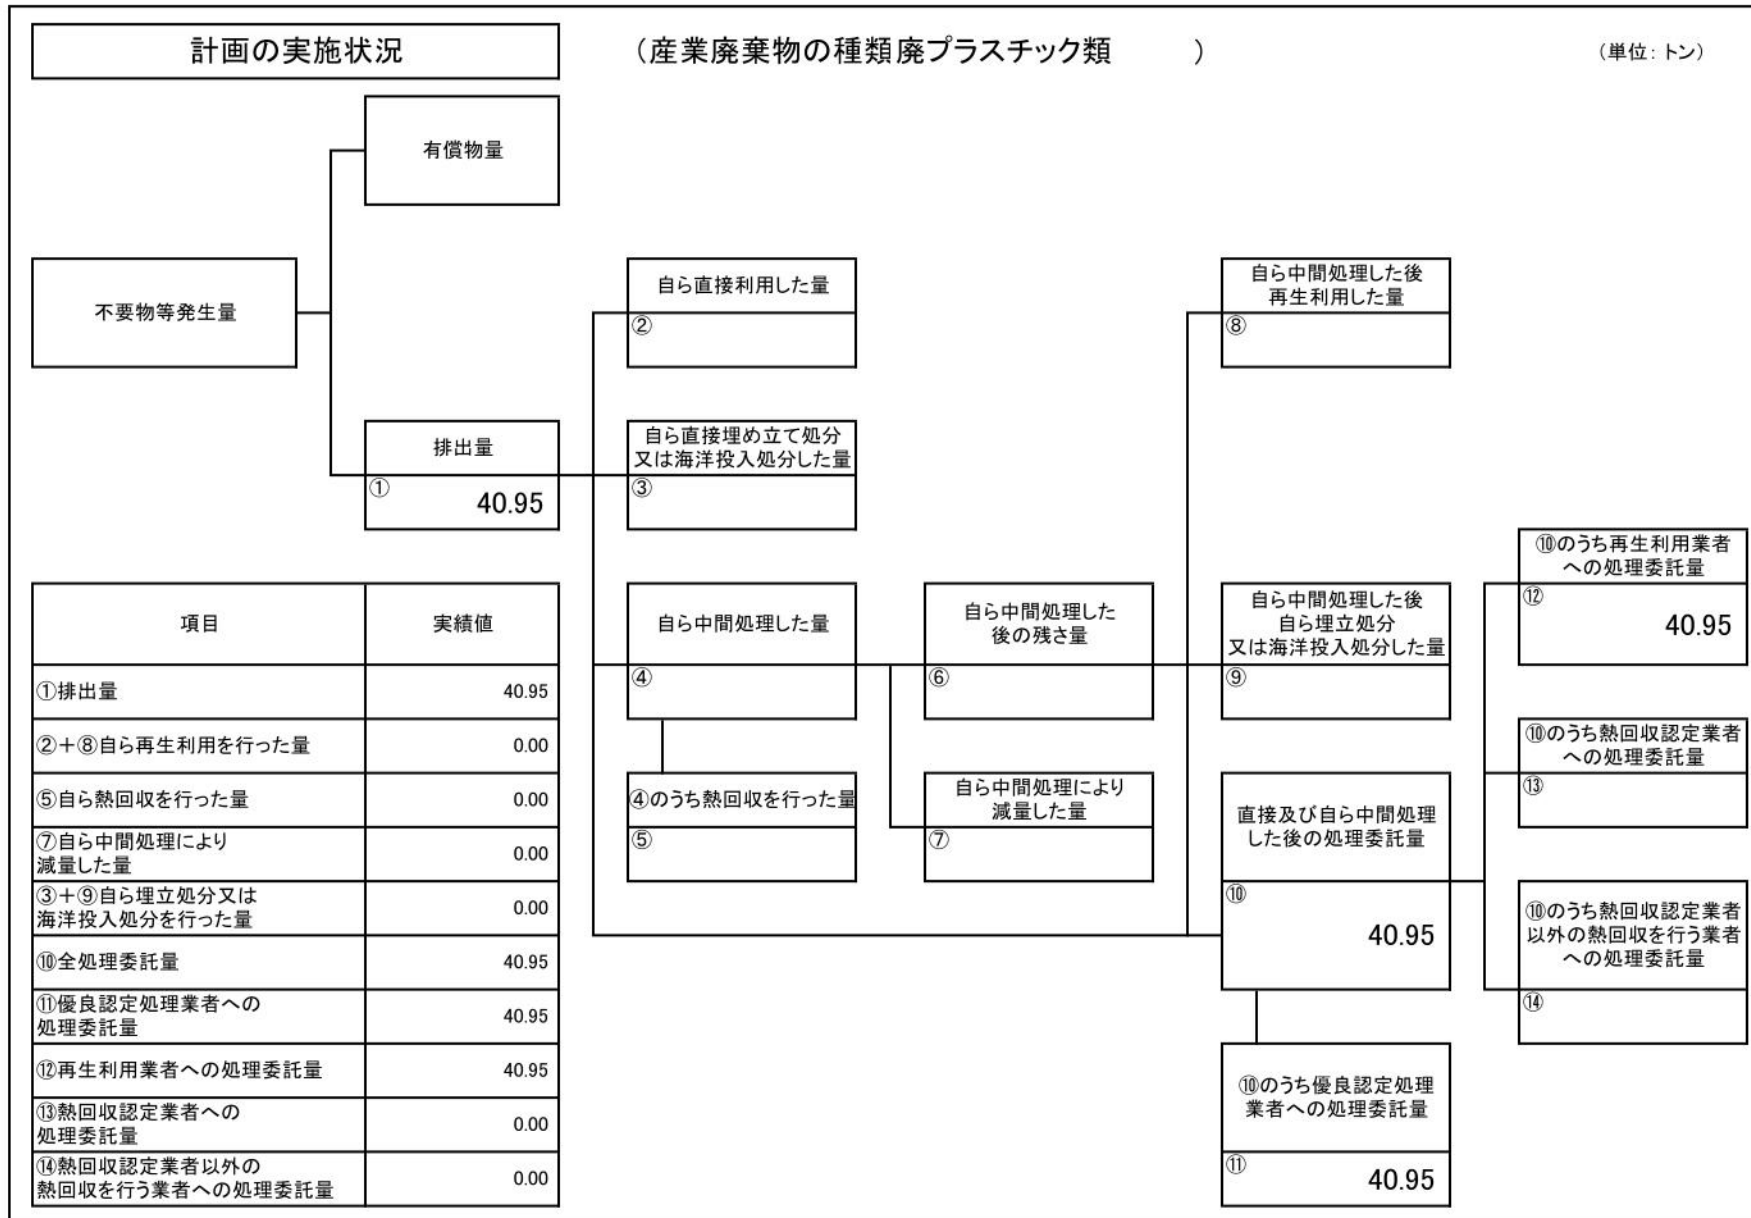 計画の実施状況
（産業廃棄物の種類廃プラスチック類　　　）
（単位：トン）
有償物量
不要物等発生量
自ら直接利用した量
②
自ら中間処理した後
再生利用した量
⑧
排出量
①
40.95
自ら直接埋め立て処分
又は海洋投入処分した量
③
⑩のうち再生利用業者
への処理委託量
⑫
40.95
自ら中間処理した量
④
自ら中間処理した
後の残さ量
⑥
自ら中間処理した後
自ら埋立処分
又は海洋投入処分した量
⑨
⑩のうち熱回収認定業者
への処理委託量
⑬
④のうち熱回収を行った量
⑤
自ら中間処理により
減量した量
⑦
直接及び自ら中間処理
した後の処理委託量
⑩
40.95
⑩のうち熱回収認定業者
以外の熱回収を行う業者
への処理委託量
⑭
⑩のうち優良認定処理
業者への処理委託量
⑪
40.95
項目 実績値
①排出量 40.95
②＋⑧自ら再生利用を行った量 0.00
⑤自ら熱回収を行った量 0.00
⑦自ら中間処理により
減量した量 0.00
③＋⑨自ら埋立処分又は
海洋投入処分を行った量 0.00
⑩全処理委託量 40.95
⑪優良認定処理業者への
処理委託量 40.95
⑫再生利用業者への処理委託量 40.95
⑬熱回収認定業者への
処理委託量 0.00
⑭熱回収認定業者以外の
熱回収を行う業者への処理委託量 0.00